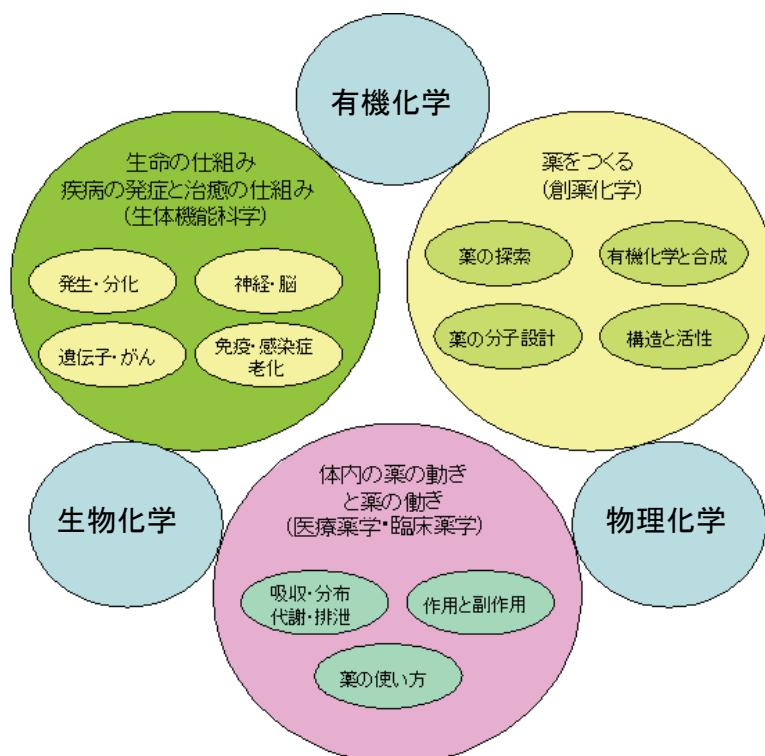 有機化学
生命の仕組み
疾病の発症と治癒の仕組み
(生体機能科学)
発生・分化
神経・脳
遺伝子・がん
免疫・感染症
老化
薬をつくる
(創薬化学)
薬の探索
有機化学と合成
薬の分子設計
構造と活性
生物化学
体内の薬の動き
と薬の働き
(医療薬学・臨床薬学)
吸収・分布
代謝・排泄
作用と副作用
薬の使い方
物理化学